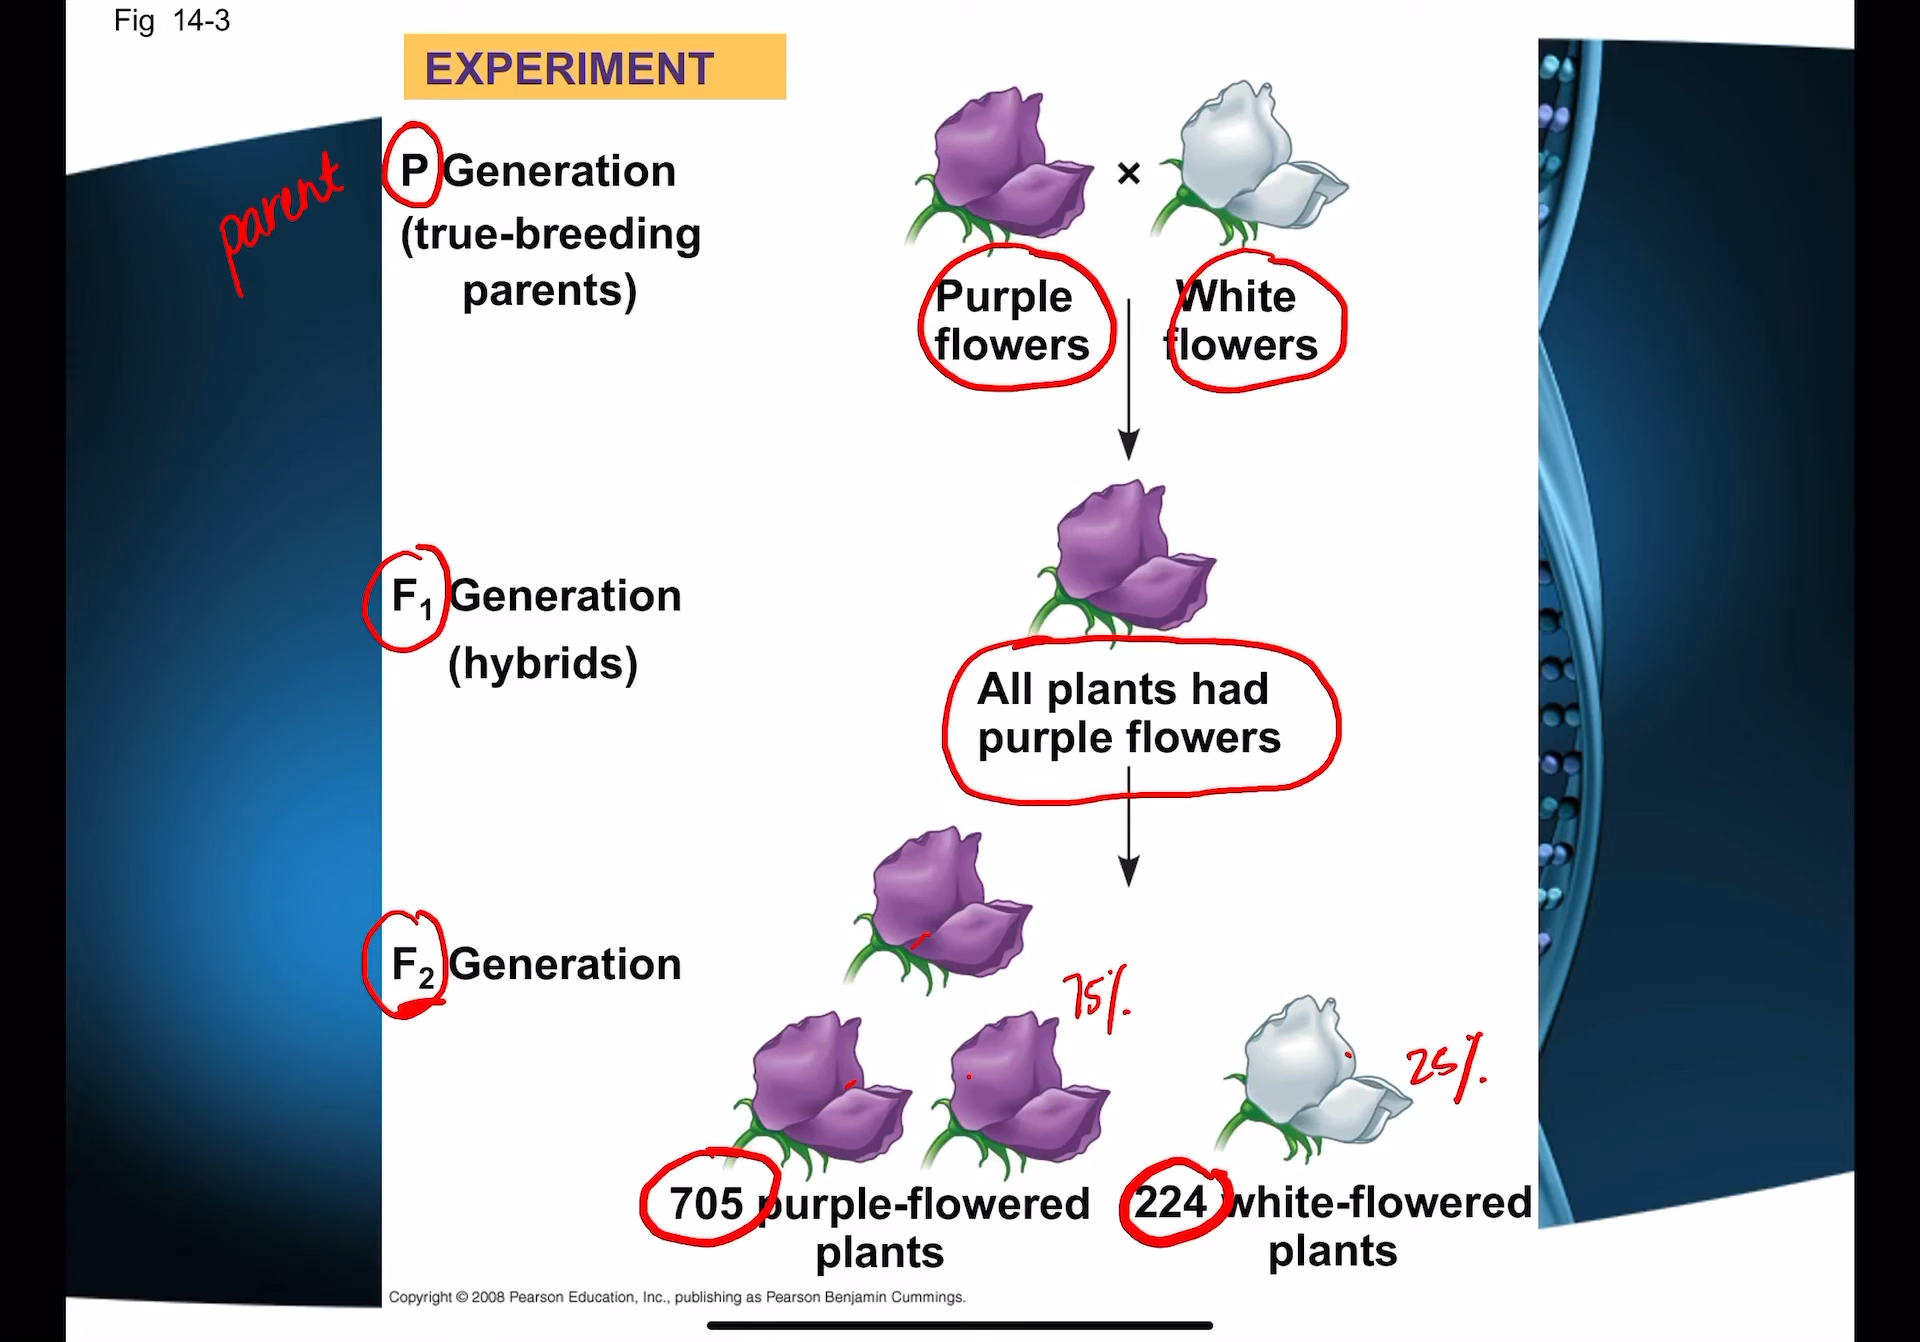 Fig 14-3
EXPERIMENT
P Generation
(true-breeding
parents)
parent
×
Purple
flowers
White
flowers
F₁ Generation
(hybrids)
All plants had
purple flowers
F₂ Generation
75%
25%
705 purple-flowered
plants
224 white-flowered
plants
Copyright © 2008 Pearson Education, Inc., publishing as Pearson Benjamin Cummings.